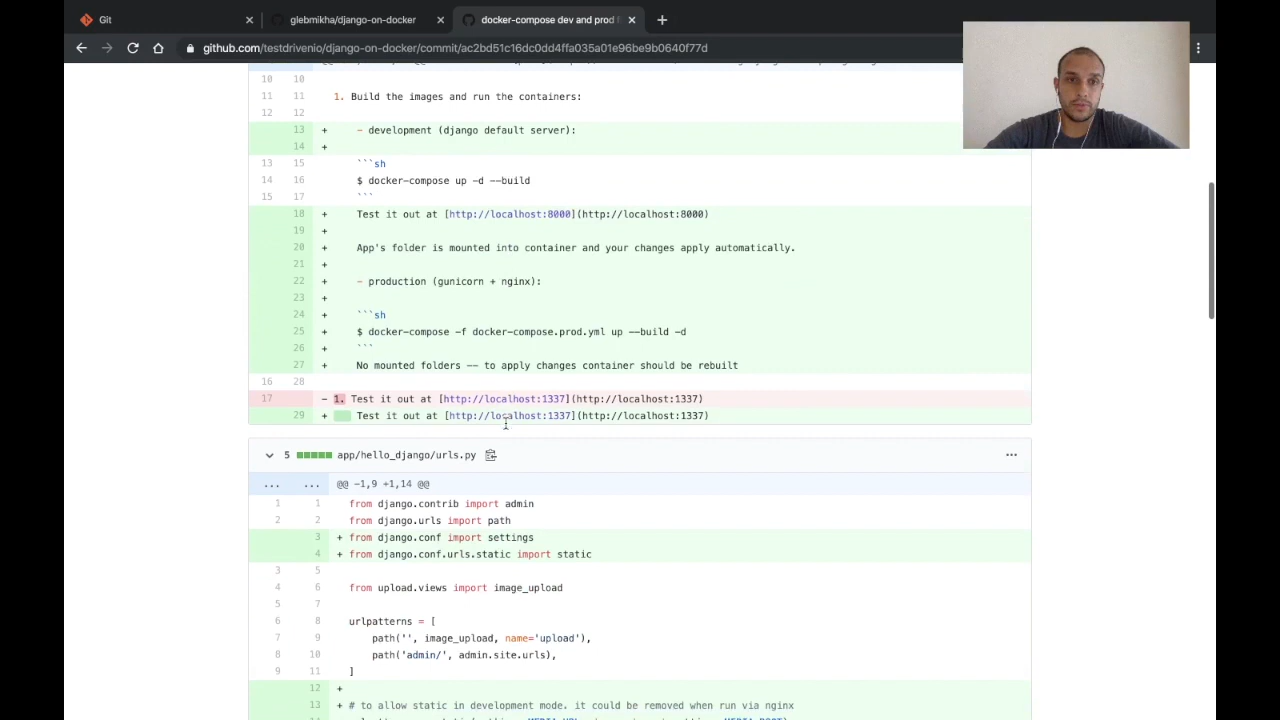 Git
glebmikha/django-on-docker
docker-compose dev and prod
github.com/testdrivenio/django-on-docker/commit/ac2bd51c16dc0dd4ffa035a01e96be9b0640f77d
10 10
11 11 1. Build the images and run the containers:
12 12
13 + - development (django default server):
14 +
13 15 ```sh
14 16 $ docker-compose up -d --build
15 17 ```
18 + Test it out at [http://localhost:8000](http://localhost:8000)
19 +
20 + App's folder is mounted into container and your changes apply automatically.
21 +
22 + - production (gunicorn + nginx):
23 +
24 + ```sh
25 + $ docker-compose -f docker-compose.prod.yml up --build -d
26 + ```
27 + No mounted folders -- to apply changes container should be rebuilt
16 28
17 - 1. Test it out at [http://localhost:1337](http://localhost:1337)
29 + Test it out at [http://localhost:1337](http://localhost:1337)
5 app/hello_django/urls.py
... ... @@ -1,9 +1,14 @@
1 1 from django.contrib import admin
2 2 from django.urls import path
3 + from django.conf import settings
4 + from django.conf.urls.static import static
3 5
4 6 from upload.views import image_upload
5 7
6 8 urlpatterns = [
7 9 path('', image_upload, name='upload'),
8 10 path('admin/', admin.site.urls),
9 11 ]
12 +
13 + # to allow static in development mode. it could be removed when run via nginx